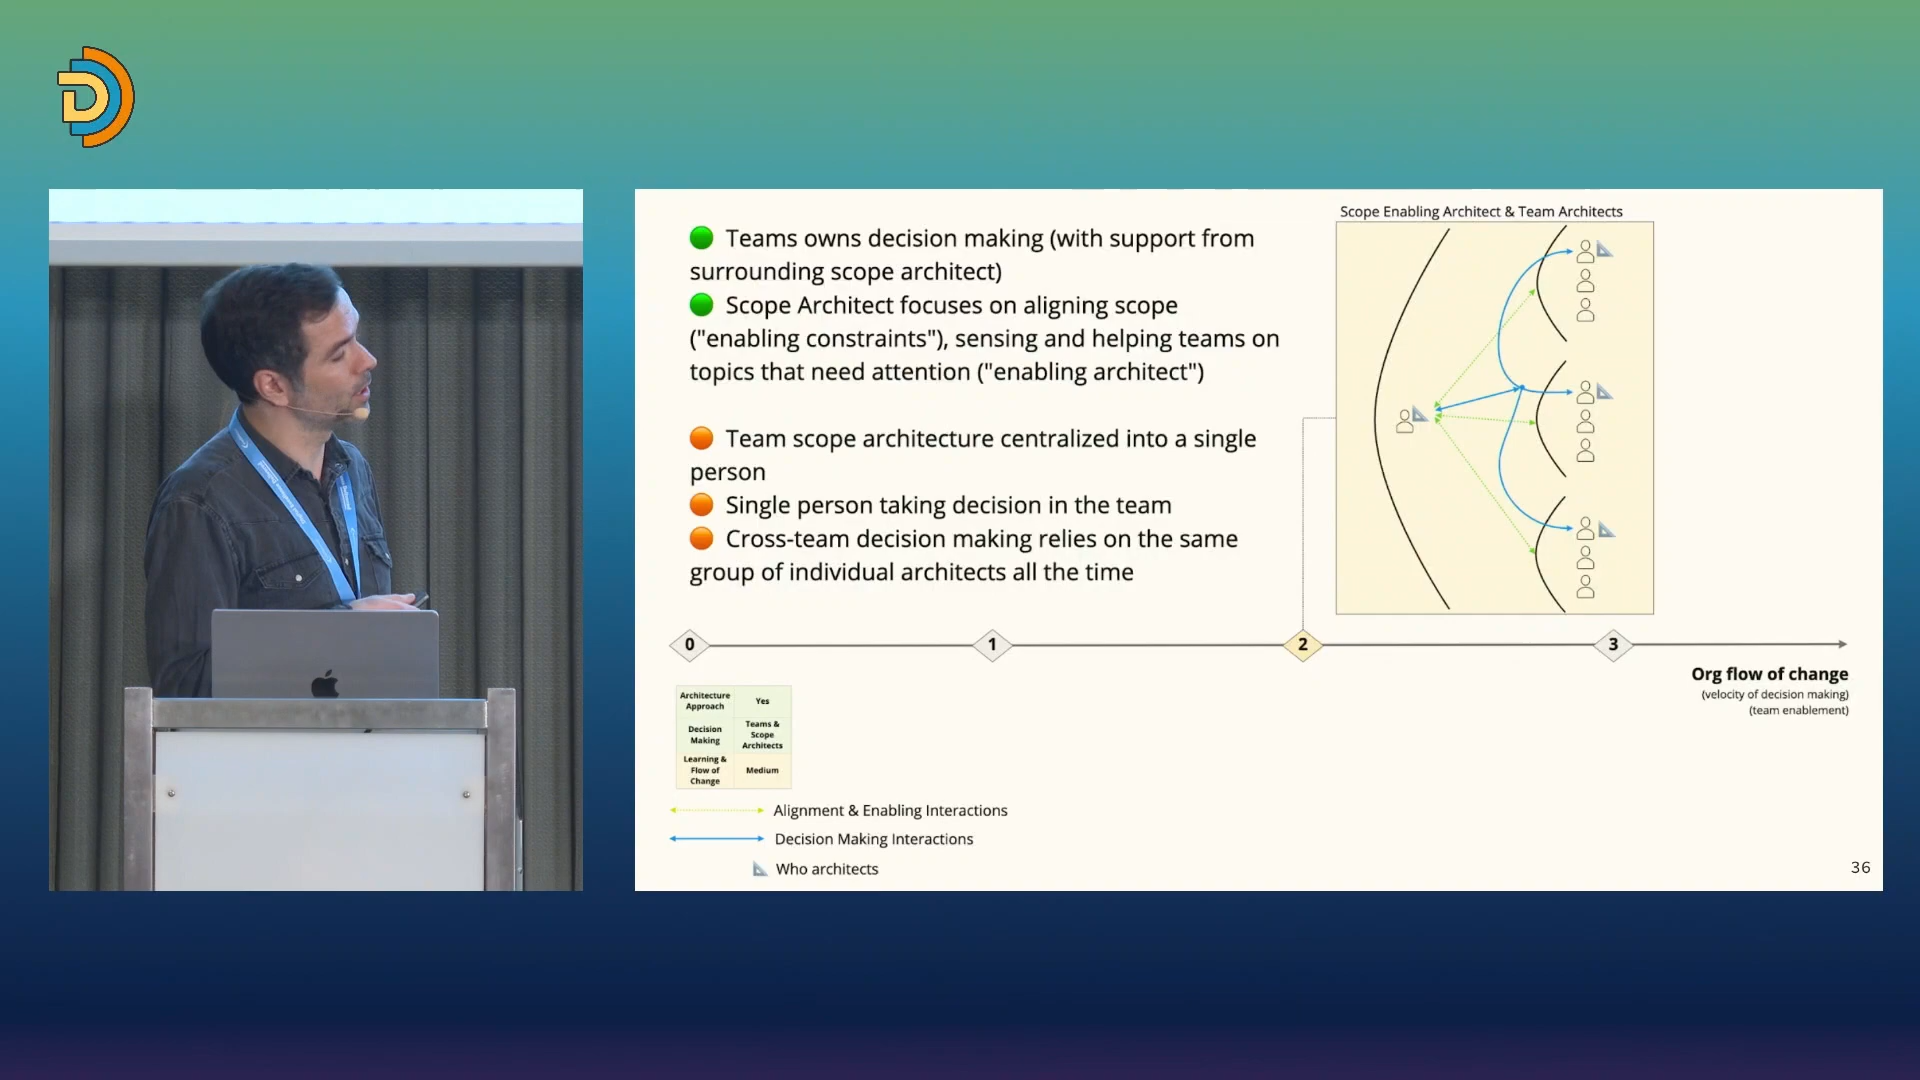 Scope Enabling Architect & Team Architects
Teams owns decision making (with support from
surrounding scope architect)
Scope Architect focuses on aligning scope
("enabling constraints"), sensing and helping teams on
topics that need attention ("enabling architect")
Team scope architecture centralized into a single
person
Single person taking decision in the team
Cross-team decision making relies on the same
group of individual architects all the time
0
1
2
3
Org flow of change
(velocity of decision making)
(team enablement)
Architecture
Approach
Yes
Decision
Making
Teams &
Scope
Architects
Learning &
Flow of
Change
Medium
Alignment & Enabling Interactions
Decision Making Interactions
Who architects
36